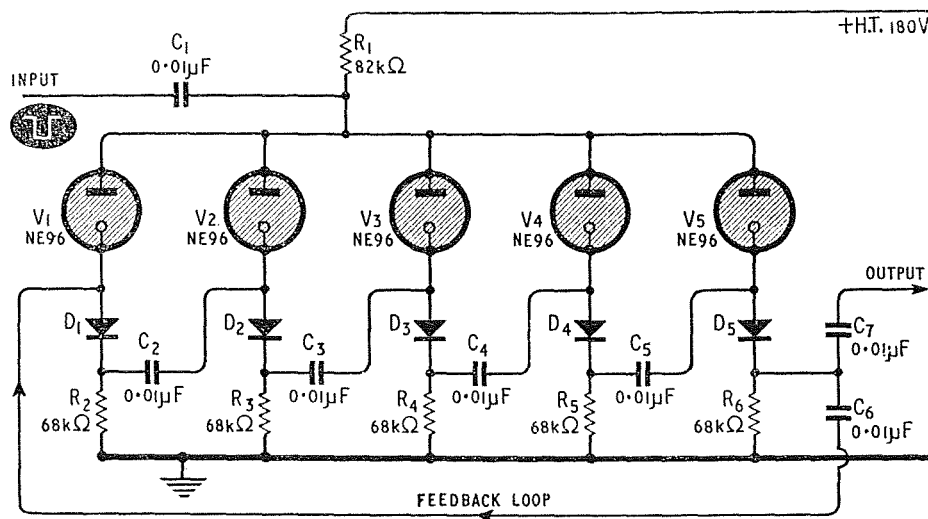 +H.T. 180V
R1
82kΩ
C1
0·01µF
INPUT
V1
NE96
V2
NE96
V3
NE96
V4
NE96
V5
NE96
OUTPUT
D1
D2
D3
D4
D5
C2
0·01µF
C3
0·01µF
C4
0·01µF
C5
0·01µF
C7
0·01µF
C6
0·01µF
R2
68kΩ
R3
68kΩ
R4
68kΩ
R5
68kΩ
R6
68kΩ
FEEDBACK LOOP